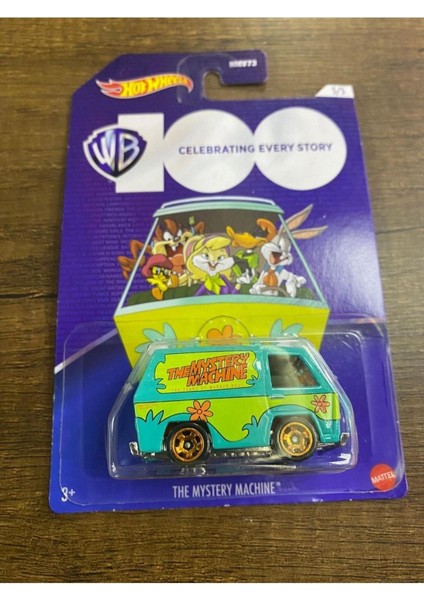 HOT WHEELS
WB
100
CELEBRATING EVERY STORY
THE MYSTERY
MACHINE
3+
THE MYSTERY MACHINE™
MATTEL